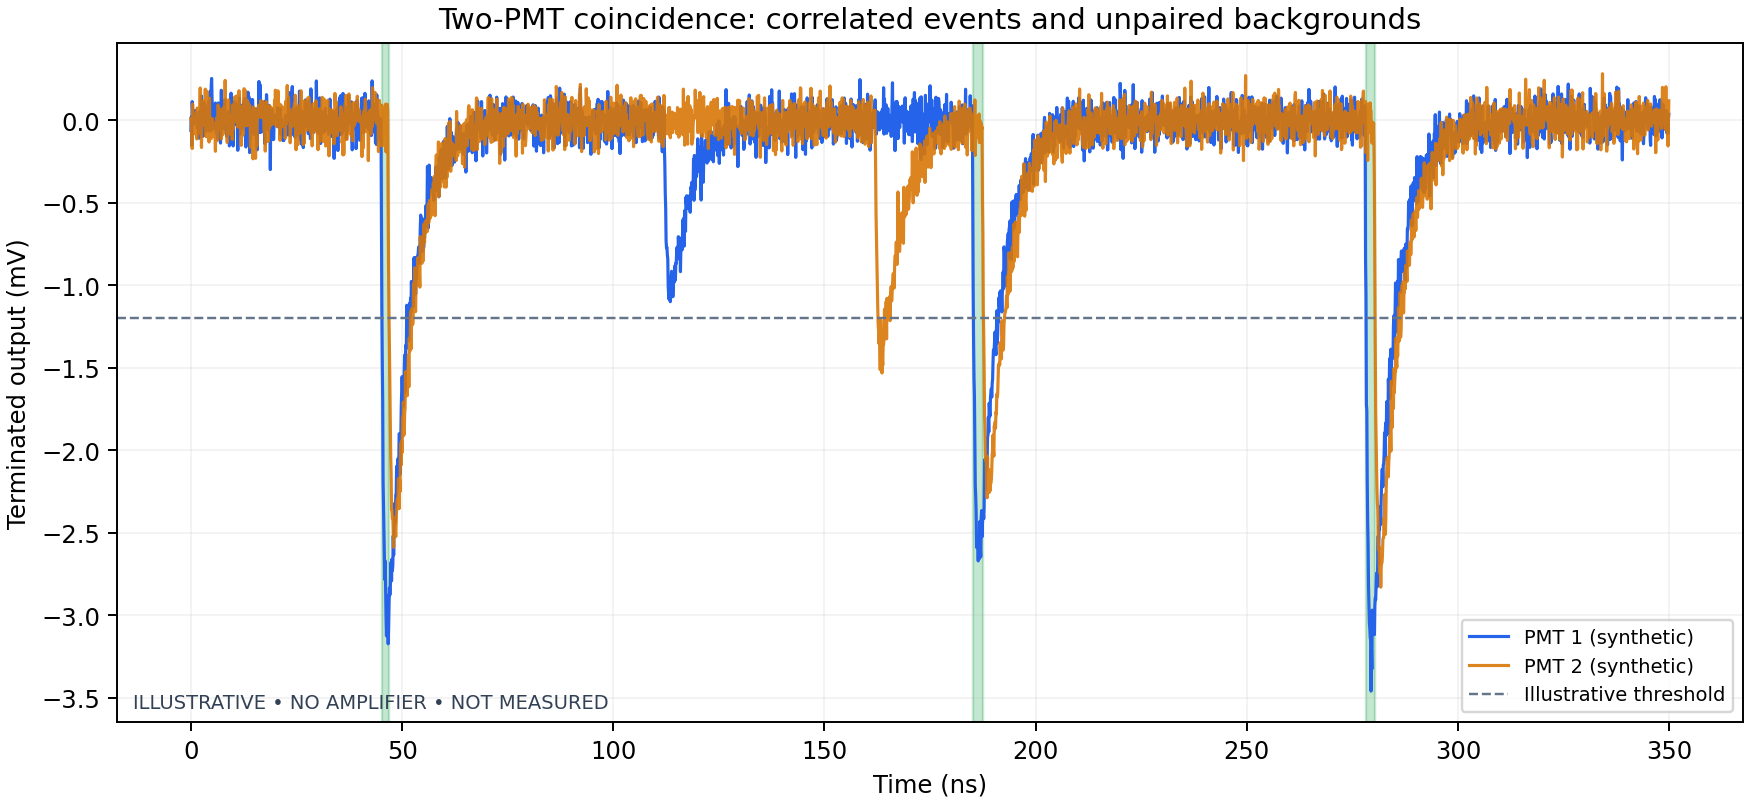 Two-PMT coincidence: correlated events and unpaired backgrounds
Terminated output (mV)
0.0
−0.5
−1.0
−1.5
−2.0
−2.5
−3.0
−3.5
ILLUSTRATIVE • NO AMPLIFIER • NOT MEASURED
PMT 1 (synthetic)
PMT 2 (synthetic)
Illustrative threshold
0
50
100
150
200
250
300
350
Time (ns)